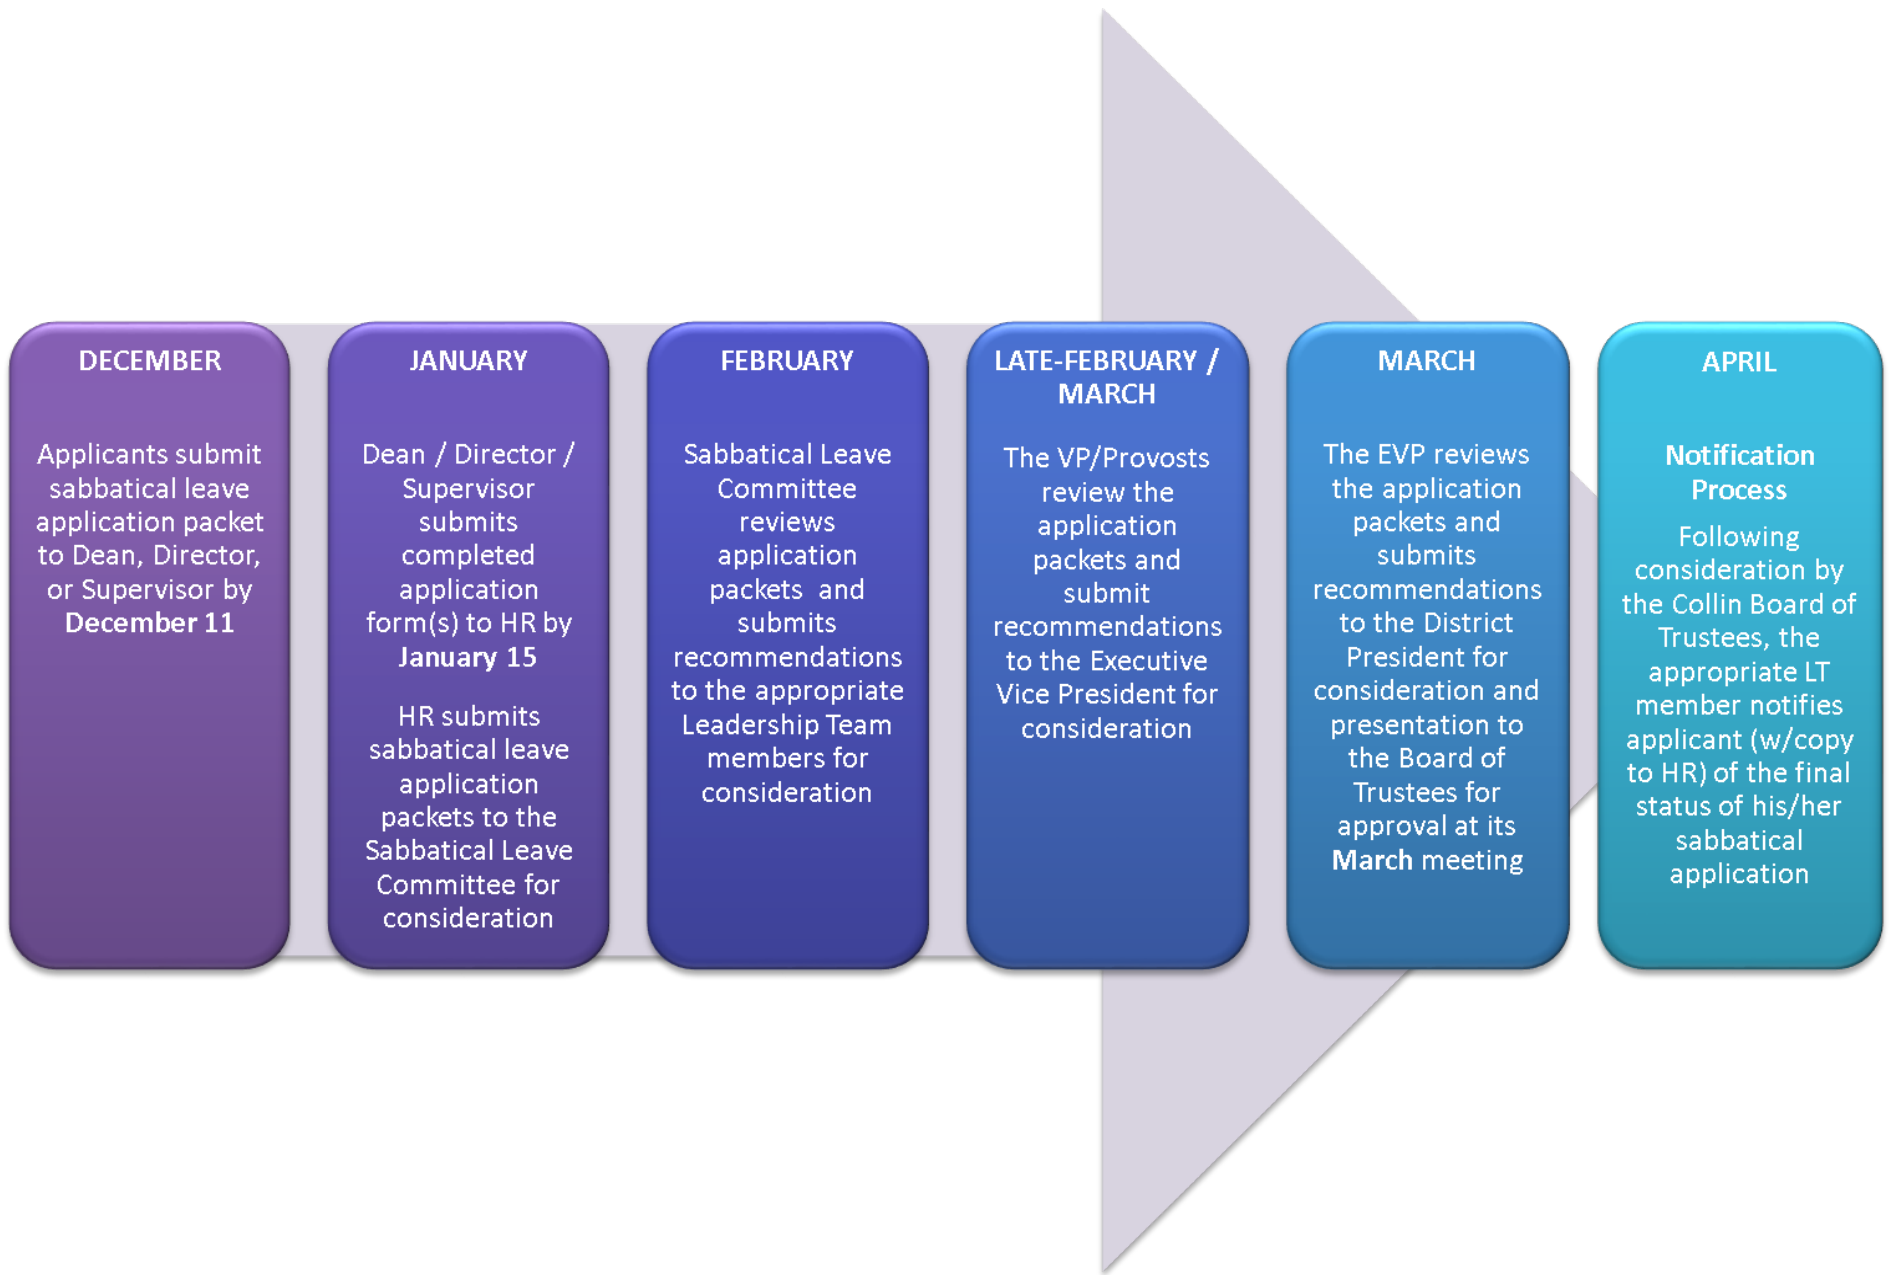 DECEMBER
Applicants submit
sabbatical leave
application packet
to Dean, Director,
or Supervisor by
December 11
JANUARY
Dean / Director /
Supervisor
submits
completed
application
form(s) to HR by
January 15
HR submits
sabbatical leave
application
packets to the
Sabbatical Leave
Committee for
consideration
FEBRUARY
Sabbatical Leave
Committee
reviews
application
packets  and
submits
recommendations
to the appropriate
Leadership Team
members for
consideration
LATE-FEBRUARY /
MARCH
The VP/Provosts
review the
application
packets and
submit
recommendations
to the Executive
Vice President for
consideration
MARCH
The EVP reviews
the application
packets and
submits
recommendations
to the District
President for
consideration and
presentation to
the Board of
Trustees for
approval at its
March meeting
APRIL
Notification
Process
Following
consideration by
the Collin Board of
Trustees, the
appropriate LT
member notifies
applicant (w/copy
to HR) of the final
status of his/her
sabbatical
application